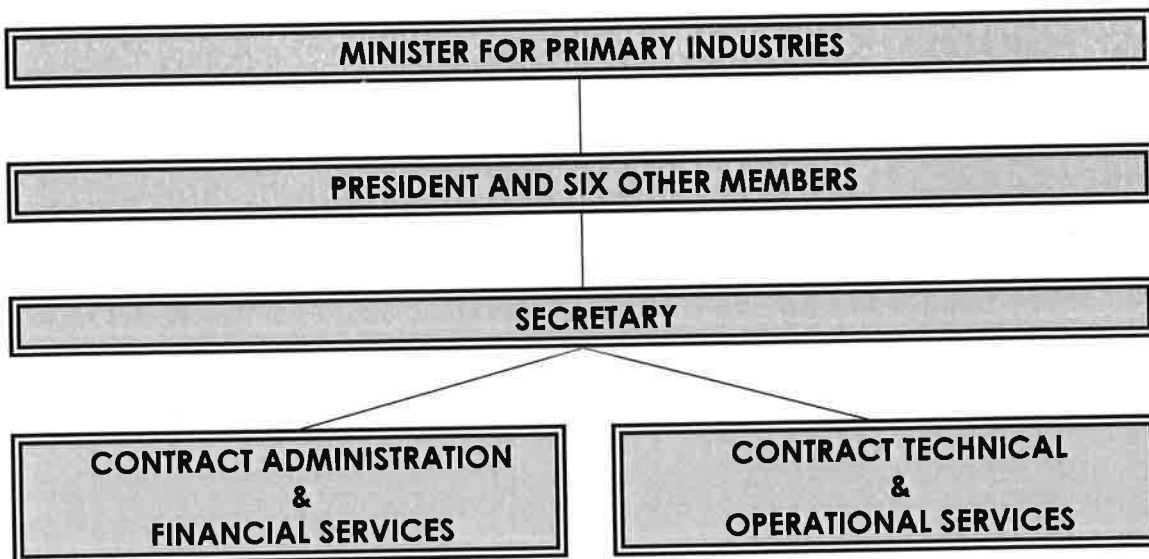 MINISTER FOR PRIMARY INDUSTRIES
PRESIDENT AND SIX OTHER MEMBERS
SECRETARY
CONTRACT ADMINISTRATION
&
FINANCIAL SERVICES
CONTRACT TECHNICAL
&
OPERATIONAL SERVICES